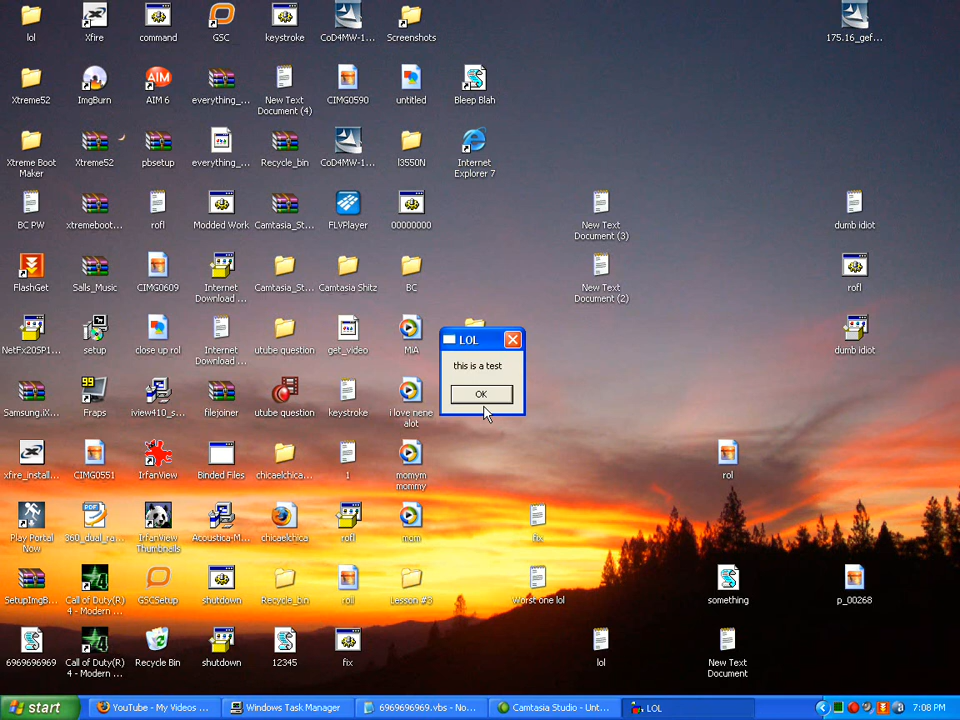 lol
Xfire
command
GSC
keystroke
CoD4MW-1...
Screenshots
175.16_gef...
Xtreme52
ImgBurn
AIM
AIM 6
everything_...
New Text
Document (4)
CIMG0590
untitled
Bleep Blah
Xtreme Boot
Maker
Xtreme52
pbsetup
everything_...
Recycle_bin
CoD4MW-1...
l3550N
Internet
Explorer 7
BC PW
xtremeboot...
rofl
Modded Work
Camtasia_St...
FLVPlayer
00000000
New Text
Document (3)
dumb idiot
FlashGet
Salls_Music
CIMG0609
Internet
Download ...
Camtasia_St...
Camtasia Shitz
BC
New Text
Document (2)
rofl
NetFx20SP1...
setup
close up rol
Internet
Download ...
utube question
get_video
MiA
LOL
this is a test
OK
dumb idiot
Samsung.iX...
99
Fraps
iview410_s...
filejoiner
utube question
keystroke
i love nene
alot
xfire_install...
CIMG0551
IrfanView
Binded Files
chicaelchica...
1
momym
mommy
rol
Play Portal
Now
PDF
360_dual_ra...
IrfanView
Thumbnails
Acoustica-M...
chicaelchica
rofl
mom
fix
SetupImgB...
Call of Duty(R)
4 - Modern ...
GSCSetup
shutdown
Recycle_bin
roll
Lesson #3
Worst one lol
something
p_00268
6969696969
Call of Duty(R)
4 - Modern ...
Recycle Bin
shutdown
12345
fix
lol
New Text
Document
start
YouTube - My Videos ...
Windows Task Manager
6969696969.vbs - No...
Camtasia Studio - Unt...
LOL
7:08 PM